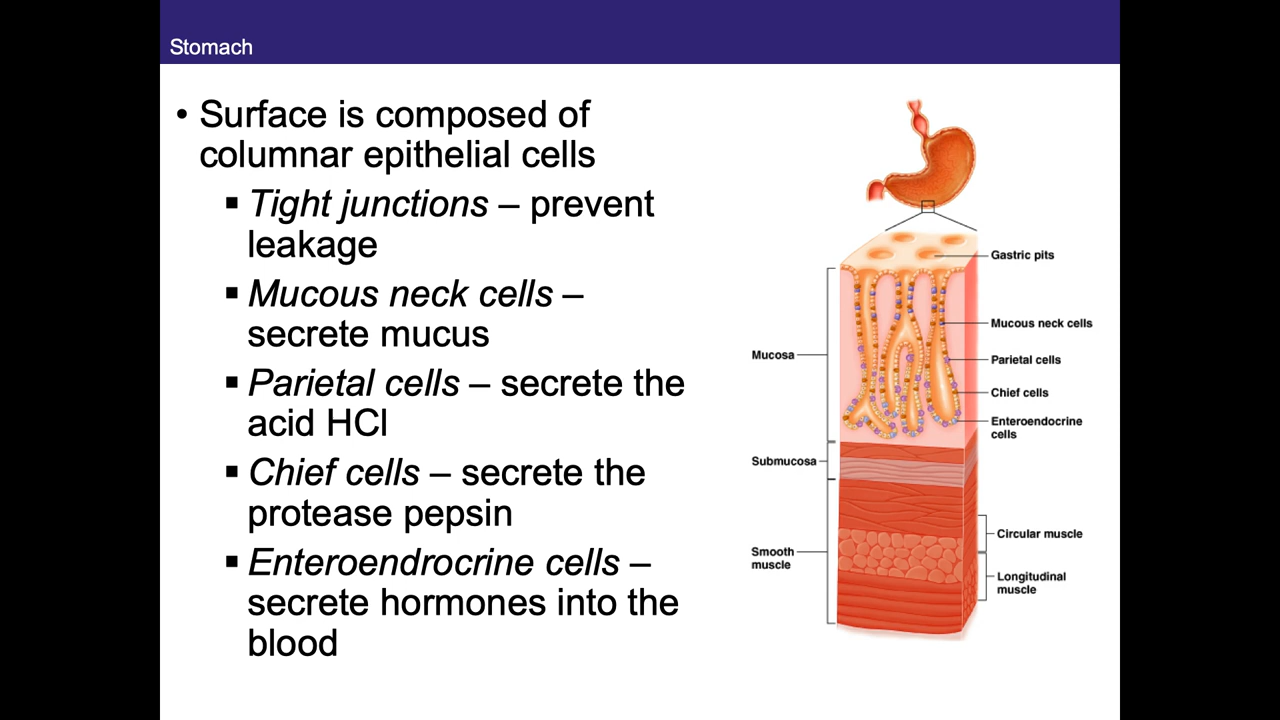 Stomach
• Surface is composed of
columnar epithelial cells
▪ Tight junctions – prevent
leakage
▪ Mucous neck cells –
secrete mucus
▪ Parietal cells – secrete the
acid HCl
▪ Chief cells – secrete the
protease pepsin
▪ Enteroendrocrine cells –
secrete hormones into the
blood
Gastric pits
Mucous neck cells
Mucosa
Parietal cells
Chief cells
Enteroendocrine
cells
Submucosa
Circular muscle
Smooth
muscle
Longitudinal
muscle